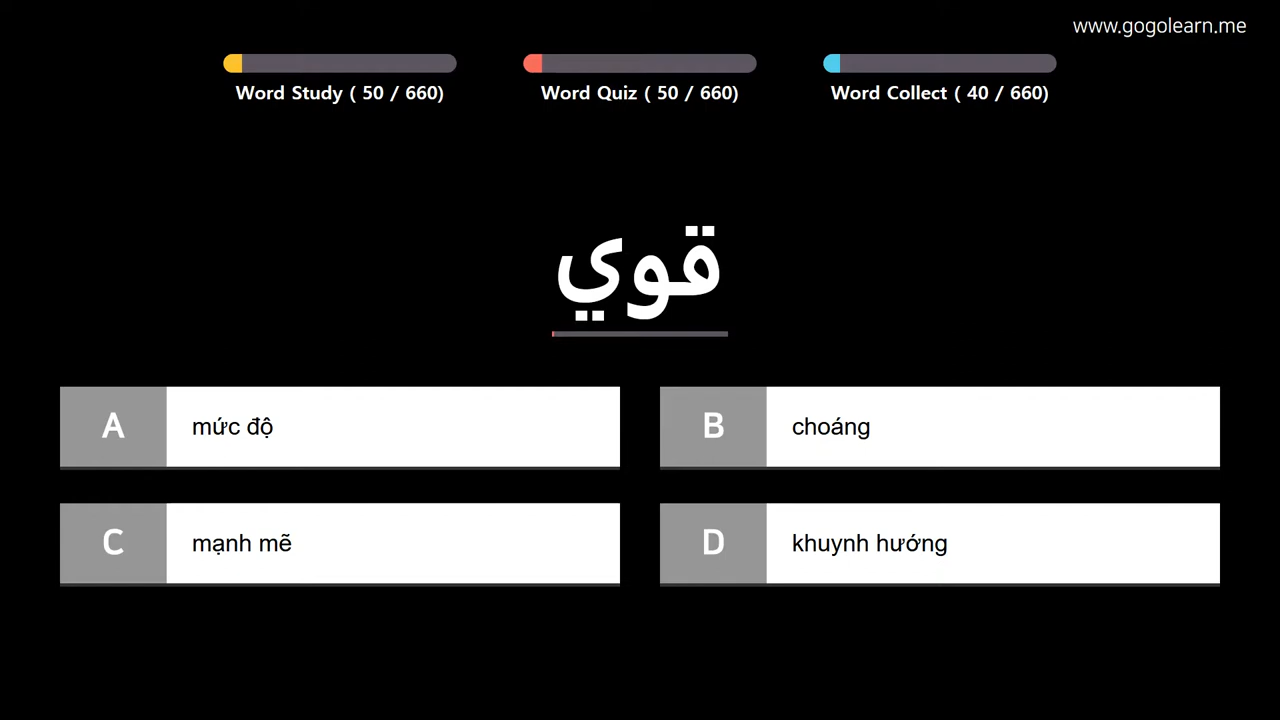 www.gogolearn.me
Word Study ( 50 / 660)
Word Quiz ( 50 / 660)
Word Collect ( 40 / 660)
قوي
A mức độ
B choáng
C mạnh mẽ
D khuynh hướng